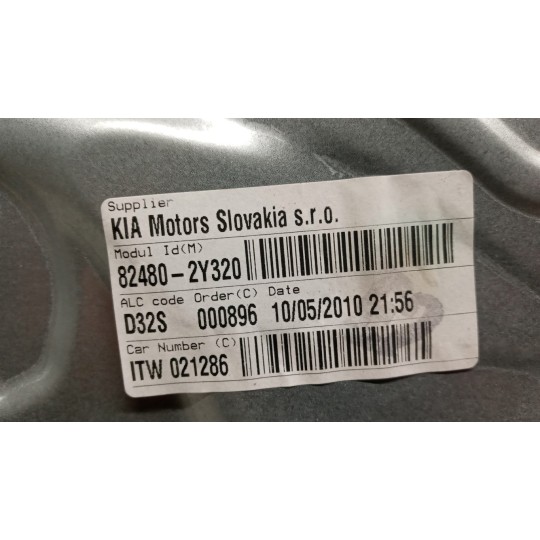 Supplier
KIA Motors Slovakia s.r.o.
Modul Id(M)
82480-2Y320
ALC code Order(C) Date
D32S 000896 10/05/2010 21:56
Car Number (C)
ITW 021286